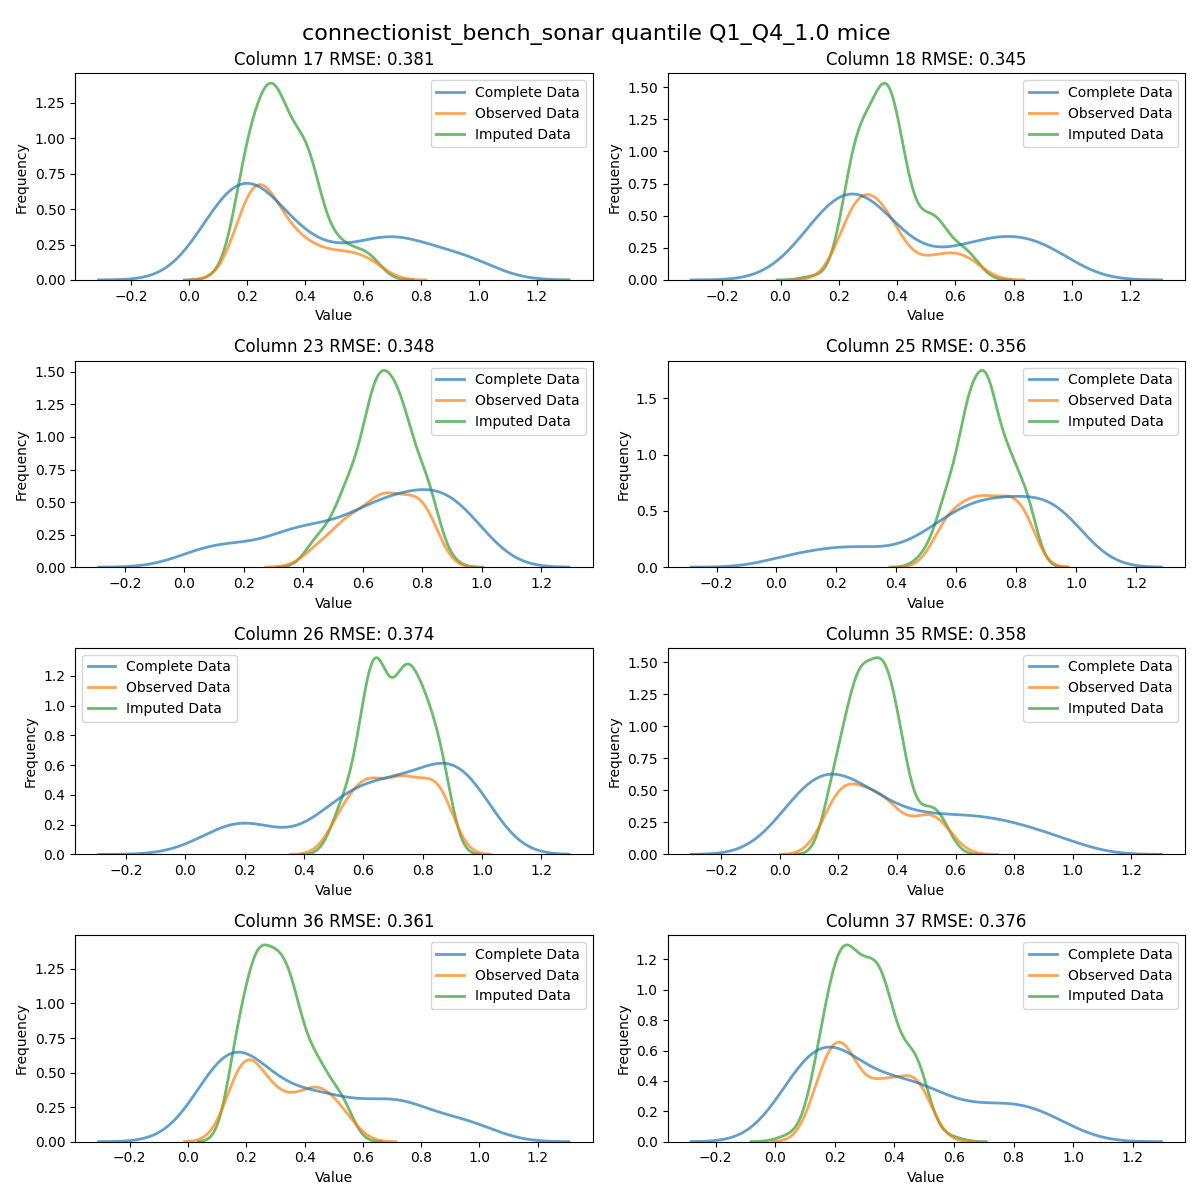 connectionist_bench_sonar quantile Q1_Q4_1.0 mice
Column 17 RMSE: 0.381
Complete Data
Observed Data
Imputed Data
Frequency
1.25
1.00
0.75
0.50
0.25
0.00
−0.2 0.0 0.2 0.4 0.6 0.8 1.0 1.2
Value
Column 18 RMSE: 0.345
Complete Data
Observed Data
Imputed Data
Frequency
1.50
1.25
1.00
0.75
0.50
0.25
0.00
−0.2 0.0 0.2 0.4 0.6 0.8 1.0 1.2
Value
Column 23 RMSE: 0.348
Complete Data
Observed Data
Imputed Data
Frequency
1.50
1.25
1.00
0.75
0.50
0.25
0.00
−0.2 0.0 0.2 0.4 0.6 0.8 1.0 1.2
Value
Column 25 RMSE: 0.356
Complete Data
Observed Data
Imputed Data
Frequency
1.5
1.0
0.5
0.0
−0.2 0.0 0.2 0.4 0.6 0.8 1.0 1.2
Value
Column 26 RMSE: 0.374
Complete Data
Observed Data
Imputed Data
Frequency
1.2
1.0
0.8
0.6
0.4
0.2
0.0
−0.2 0.0 0.2 0.4 0.6 0.8 1.0 1.2
Value
Column 35 RMSE: 0.358
Complete Data
Observed Data
Imputed Data
Frequency
1.50
1.25
1.00
0.75
0.50
0.25
0.00
−0.2 0.0 0.2 0.4 0.6 0.8 1.0 1.2
Value
Column 36 RMSE: 0.361
Complete Data
Observed Data
Imputed Data
Frequency
1.25
1.00
0.75
0.50
0.25
0.00
−0.2 0.0 0.2 0.4 0.6 0.8 1.0 1.2
Value
Column 37 RMSE: 0.376
Complete Data
Observed Data
Imputed Data
Frequency
1.2
1.0
0.8
0.6
0.4
0.2
0.0
−0.2 0.0 0.2 0.4 0.6 0.8 1.0 1.2
Value